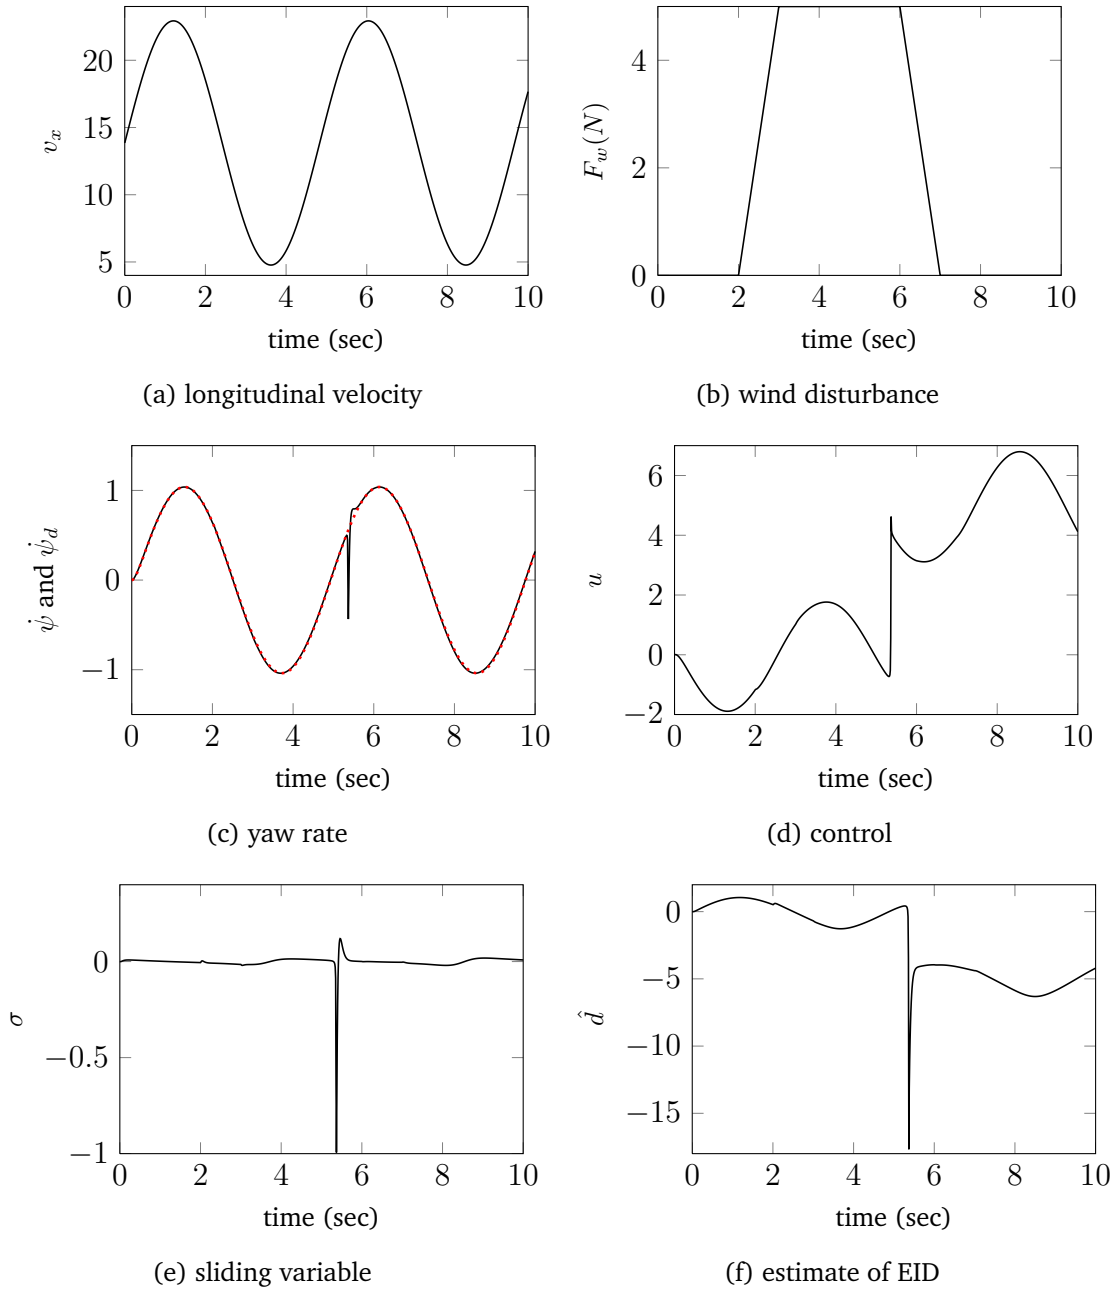 20
15
10
5
v_x
0 2 4 6 8 10
time (sec)
(a) longitudinal velocity
4
2
0
F_w(N)
0 2 4 6 8 10
time (sec)
(b) wind disturbance
1
0
−1
ψ̇ and ψ̇_d
0 2 4 6 8 10
time (sec)
(c) yaw rate
6
4
2
0
−2
u
0 2 4 6 8 10
time (sec)
(d) control
0
−0.5
−1
σ
0 2 4 6 8 10
time (sec)
(e) sliding variable
0
−5
−10
−15
d̂
0 2 4 6 8 10
time (sec)
(f) estimate of EID